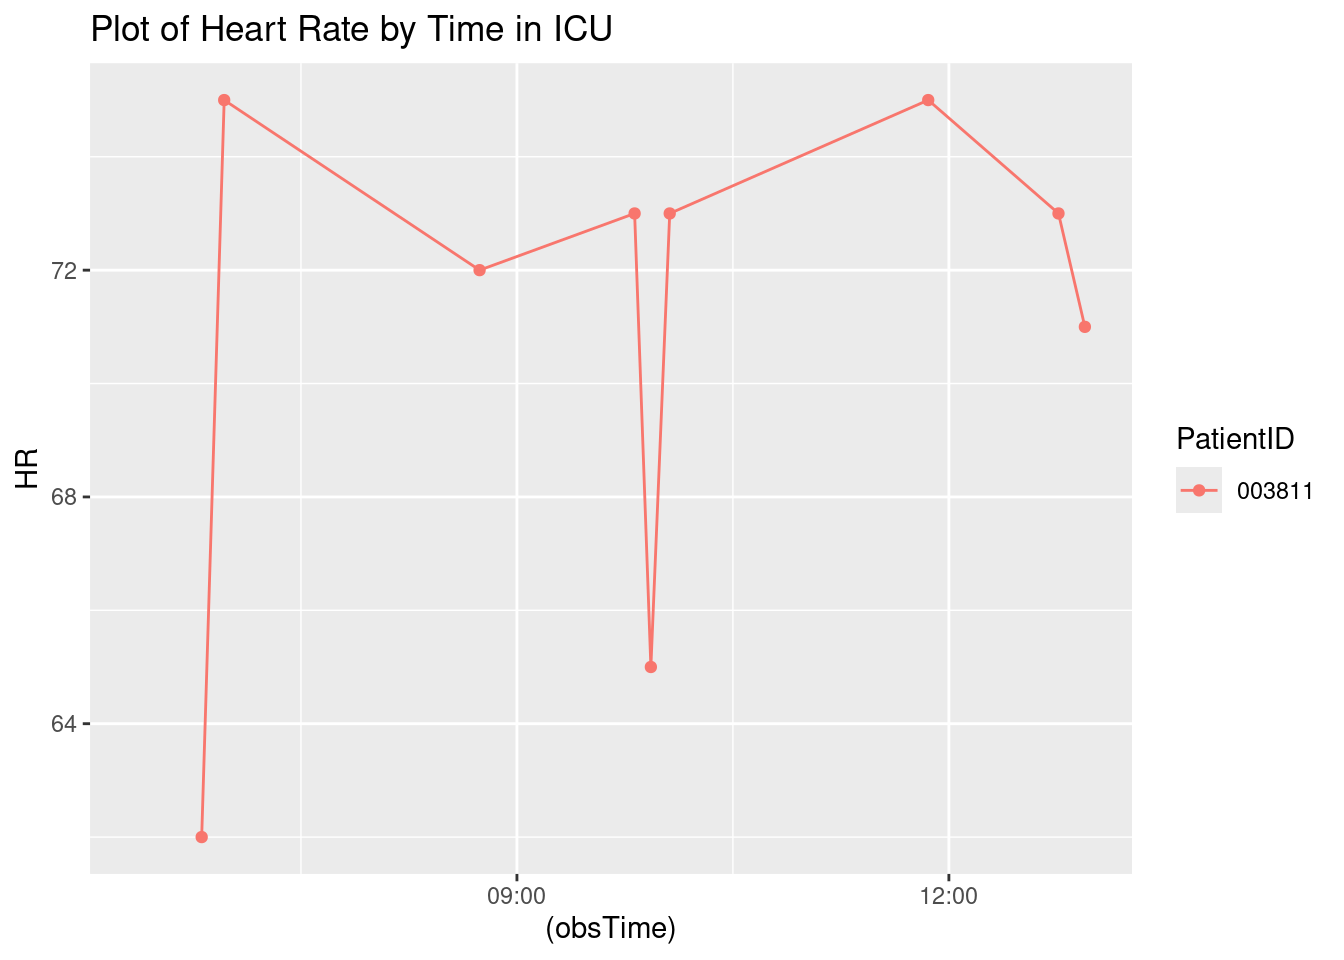 Plot of Heart Rate by Time in ICU
HR
72
68
64
09:00
12:00
(obsTime)
PatientID
003811